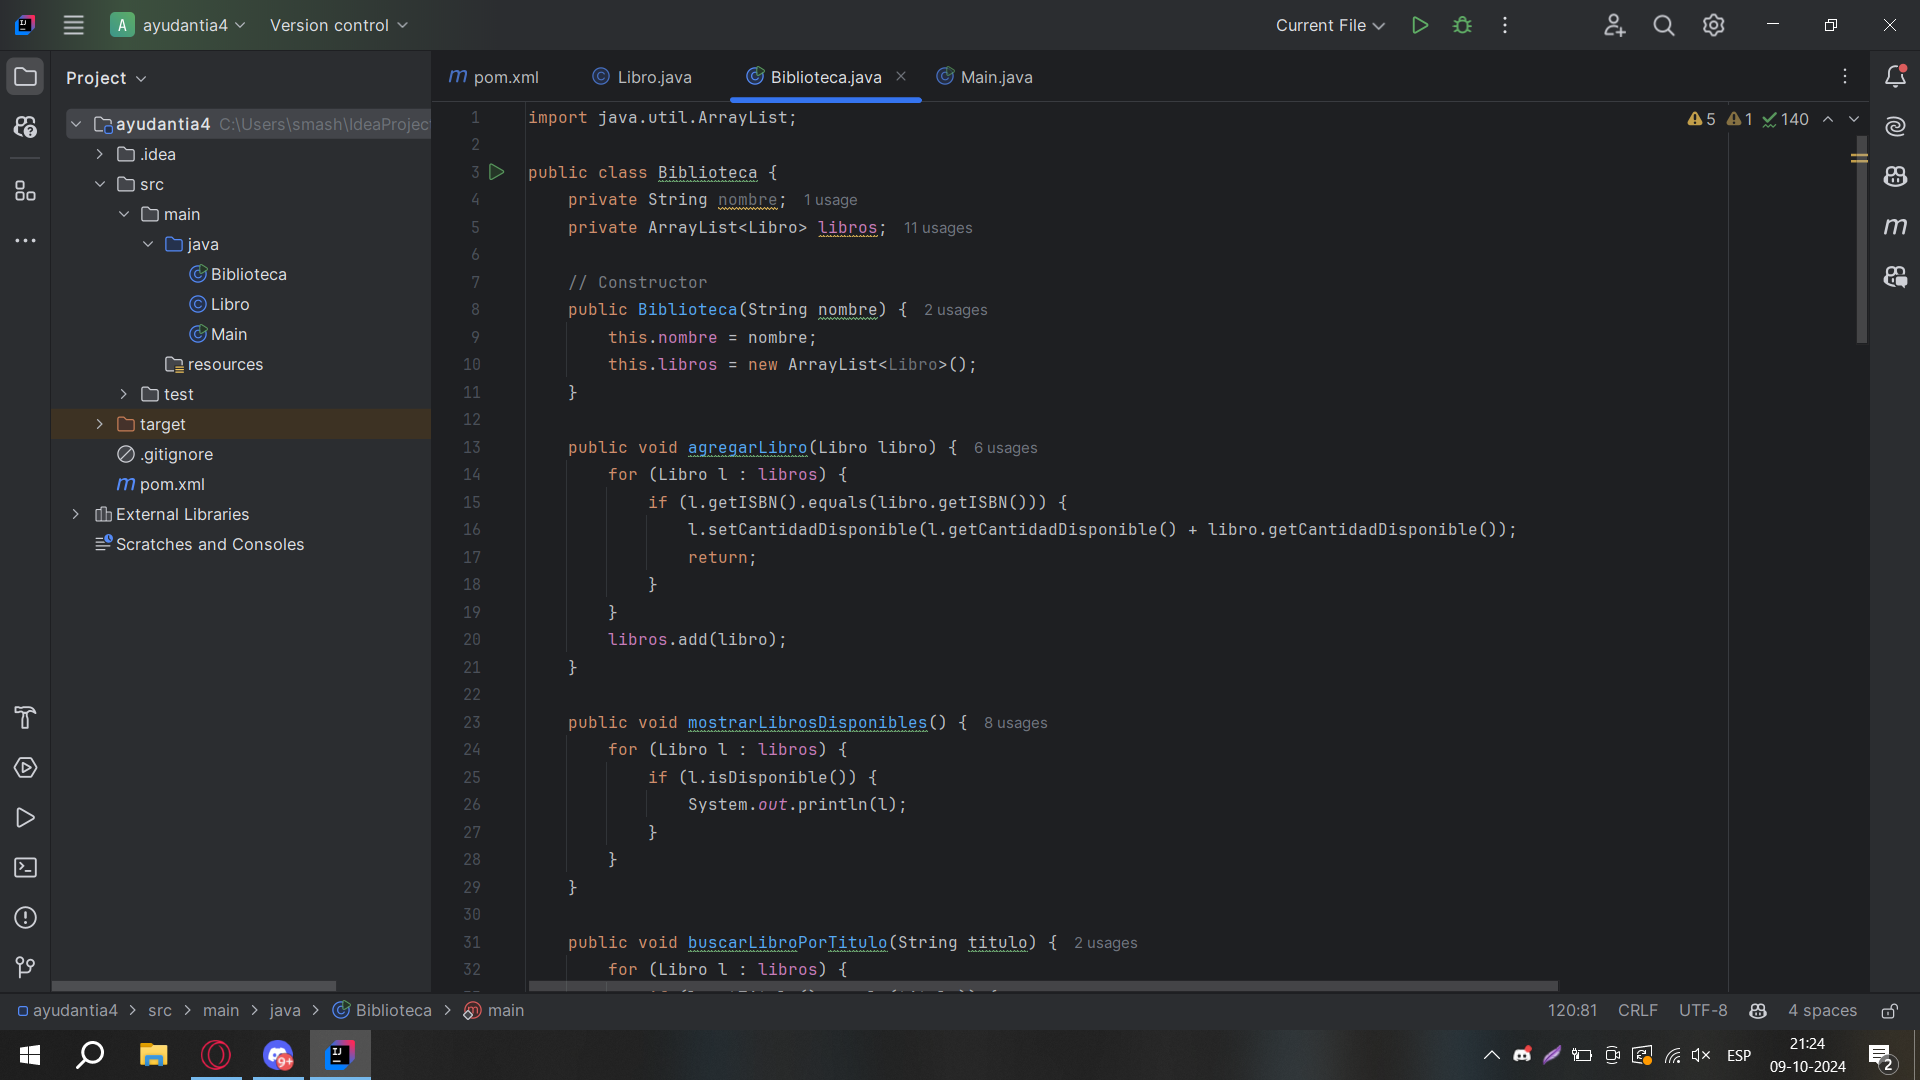 A ayudantia4 Version control Current File
Project
pom.xml Libro.java Biblioteca.java Main.java
ayudantia4 C:\Users\smash\IdeaProjec
.idea
src
main
java
Biblioteca
Libro
Main
resources
test
target
.gitignore
pom.xml
External Libraries
Scratches and Consoles
5 1 140
1 import java.util.ArrayList;
2
3 public class Biblioteca {
4 private String nombre; 1 usage
5 private ArrayList<Libro> libros; 11 usages
6
7 // Constructor
8 public Biblioteca(String nombre) { 2 usages
9 this.nombre = nombre;
10 this.libros = new ArrayList<Libro>();
11 }
12
13 public void agregarLibro(Libro libro) { 6 usages
14 for (Libro l : libros) {
15 if (l.getISBN().equals(libro.getISBN())) {
16 l.setCantidadDisponible(l.getCantidadDisponible() + libro.getCantidadDisponible());
17 return;
18 }
19 }
20 libros.add(libro);
21 }
22
23 public void mostrarLibrosDisponibles() { 8 usages
24 for (Libro l : libros) {
25 if (l.isDisponible()) {
26 System.out.println(l);
27 }
28 }
29 }
30
31 public void buscarLibroPorTitulo(String titulo) { 2 usages
32 for (Libro l : libros) {
ayudantia4 > src > main > java > Biblioteca > main 120:81 CRLF UTF-8 4 spaces
9+ ESP 21:24
09-10-2024 2